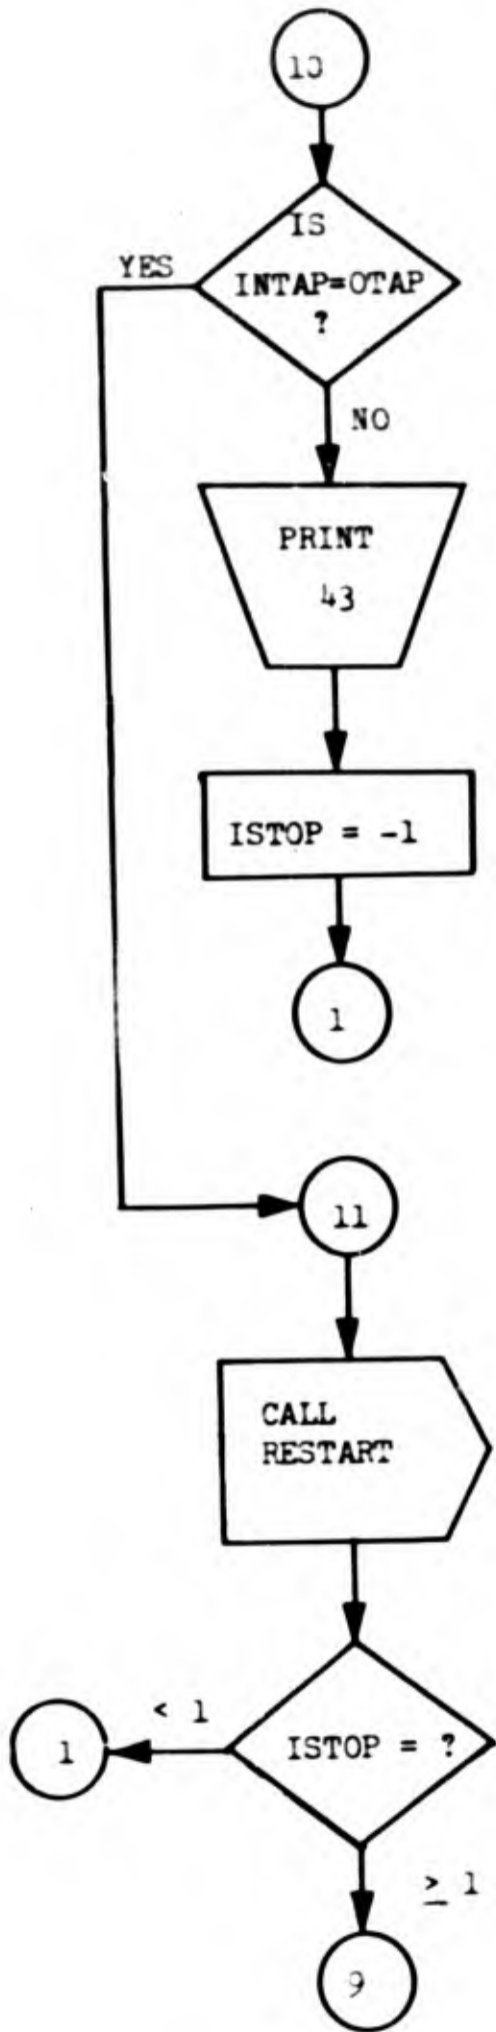 10
IS
INTAP=OTAP
?
YES
NO
PRINT
43
ISTOP = -1
1
11
CALL
RESTART
< 1
1
ISTOP = ?
≥ 1
9